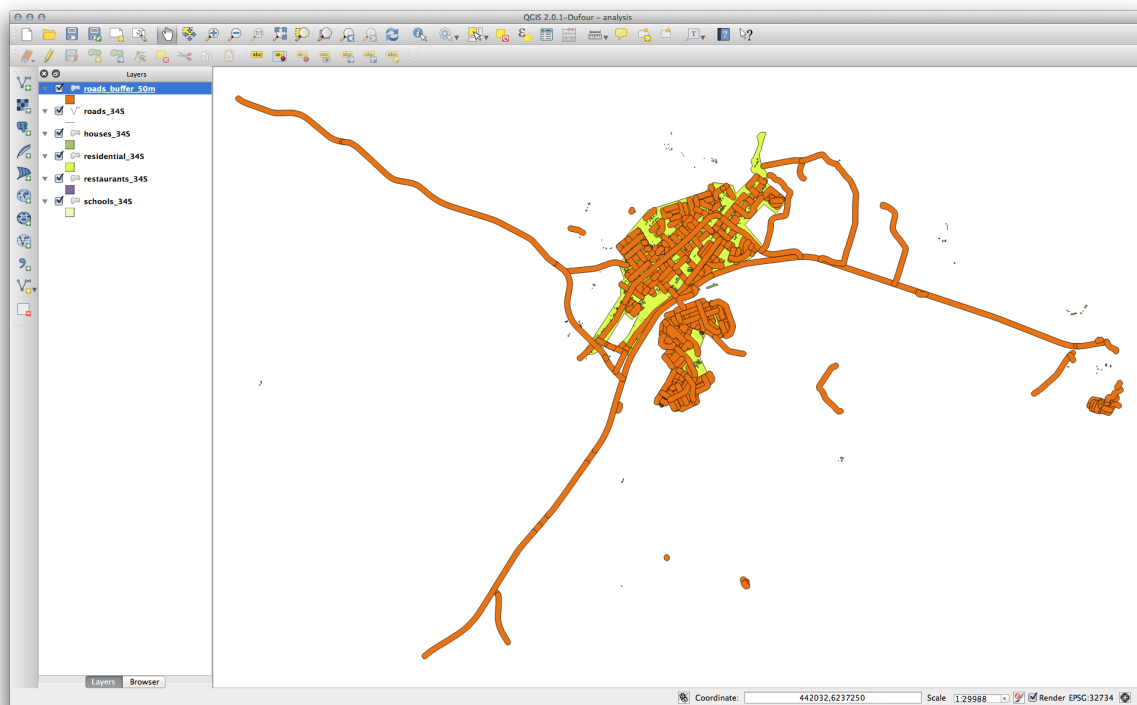 QGIS 2.0.1-Dufour - analysis
Layers
roads_buffer_50m
roads_34S
houses_34S
residential_34S
restaurants_34S
schools_34S
Layers Browser
Coordinate: 442032,6237250 Scale 1:29988 Render EPSG:32734